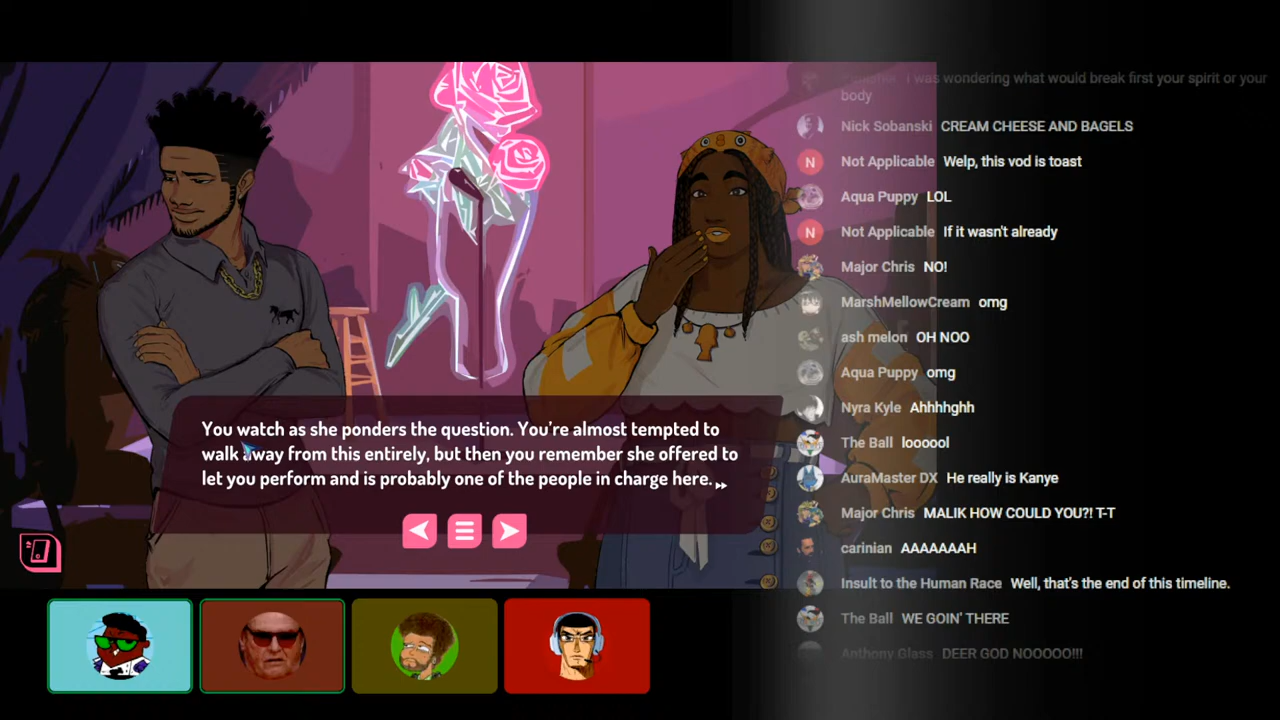 I was wondering what would break first your spirit or your
body
Nick Sobanski CREAM CHEESE AND BAGELS
N Not Applicable Welp, this vod is toast
Aqua Puppy LOL
N Not Applicable If it wasn't already
Major Chris NO!
MarshMellowCream omg
ash melon OH NOO
Aqua Puppy omg
Nyra Kyle Ahhhghh
The Ball loooool
AuraMaster DX He really is Kanye
Major Chris MALIK HOW COULD YOU?! T-T
carinian AAAAAAAH
Insult to the Human Race Well, that's the end of this timeline.
The Ball WE GOIN' THERE
Anthony Glass DEER GOD NOOOOO!!!
You watch as she ponders the question. You're almost tempted to
walk away from this entirely, but then you remember she offered to
let you perform and is probably one of the people in charge here.